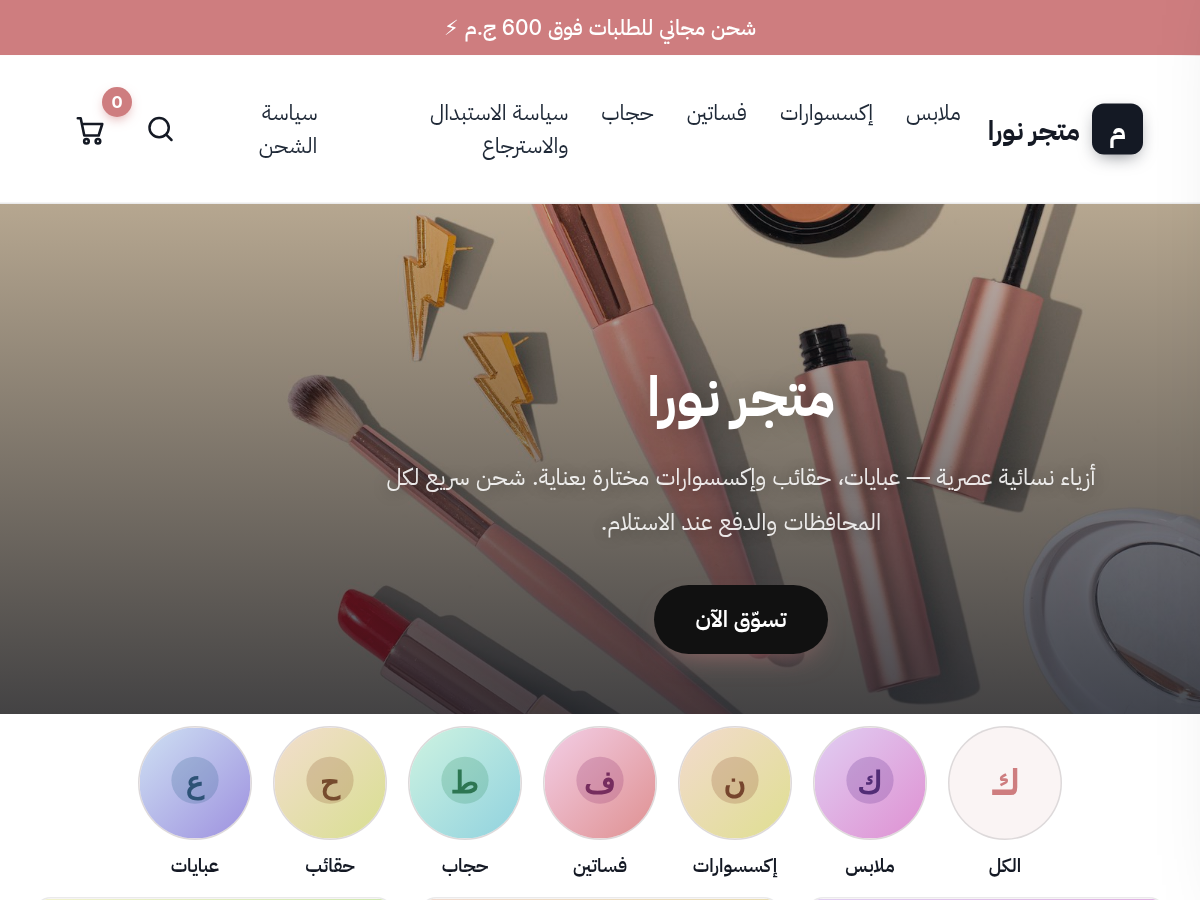 شحن مجاني للطلبات فوق 600 ج.م ⚡
م
متجر نورا
ملابس
إكسسوارات
فساتين
حجاب
سياسة الاستبدال
والاسترجاع
سياسة
الشحن
0
متجر نورا
أزياء نسائية عصرية — عبايات، حقائب وإكسسوارات مختارة بعناية. شحن سريع لكل
المحافظات والدفع عند الاستلام.
تسوّق الآن
ك
ك
ن
ف
ط
ح
ع
الكل
ملابس
إكسسوارات
فساتين
حجاب
حقائب
عبايات